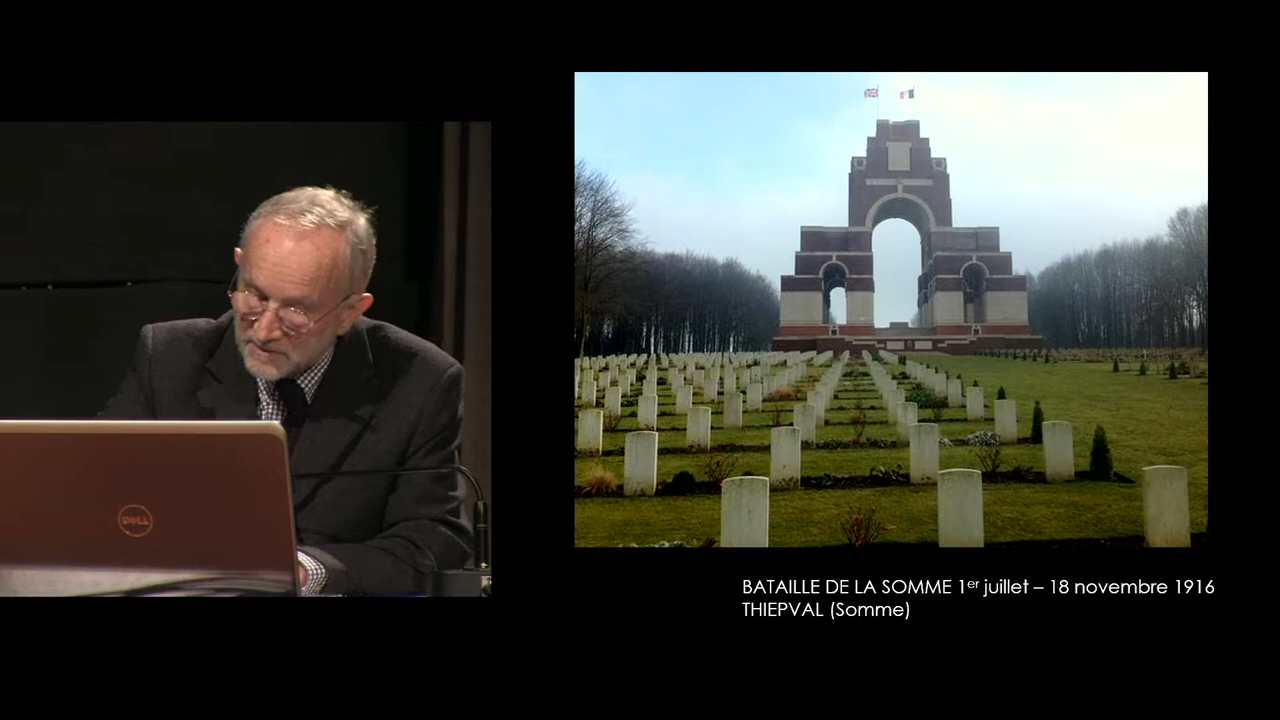 DELL
BATAILLE DE LA SOMME 1er juillet – 18 novembre 1916
THIEPVAL (Somme)